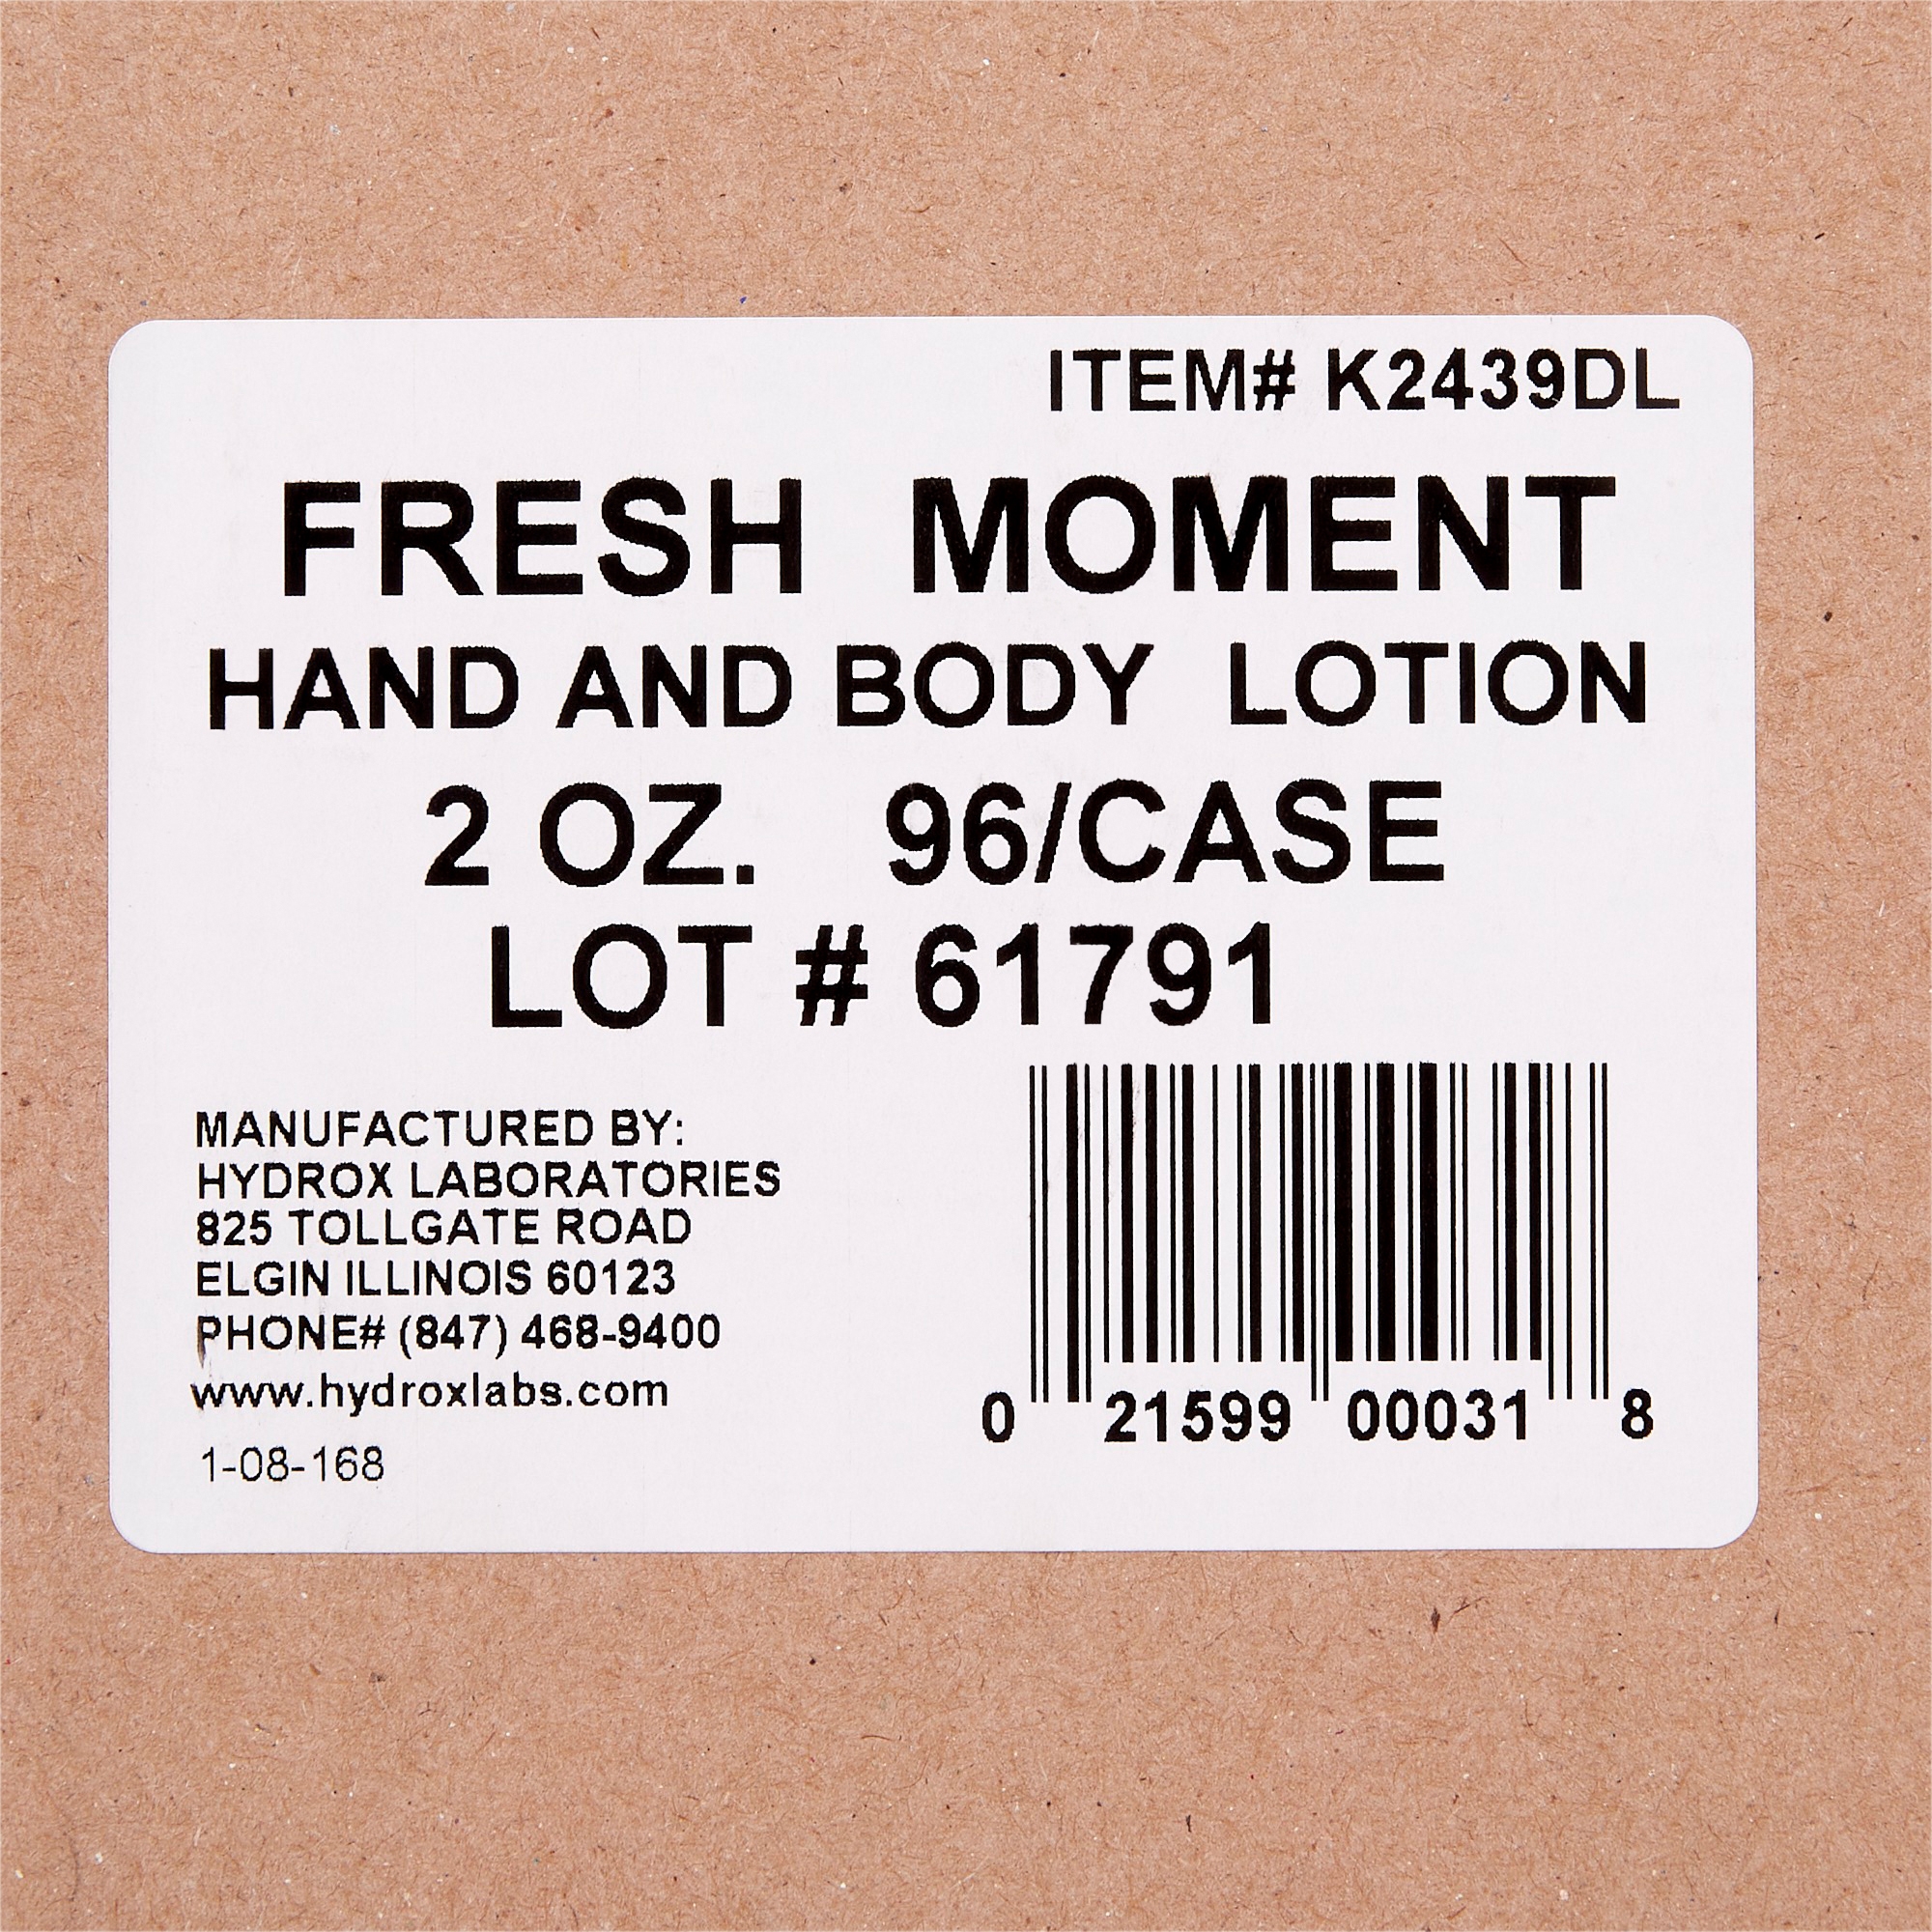 ITEM# K2439DL
FRESH MOMENT
HAND AND BODY LOTION
2 OZ. 96/CASE
LOT # 61791
MANUFACTURED BY:
HYDROX LABORATORIES
825 TOLLGATE ROAD
ELGIN ILLINOIS 60123
PHONE# (847) 468-9400
www.hydroxlabs.com
1-08-168
0 21599 00031 8